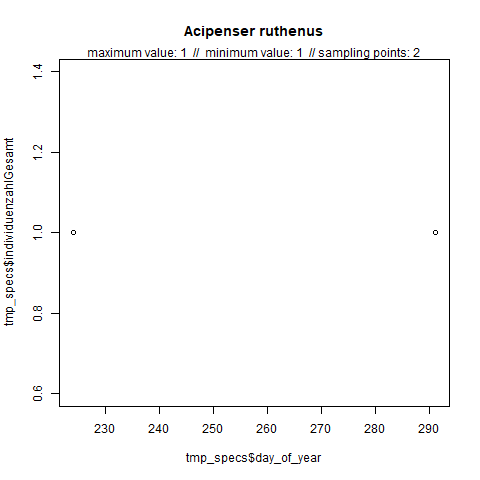 Acipenser ruthenus
maximum value: 1 // minimum value: 1 // sampling points: 2
tmp_specs$individuenzahlGesamt
1.4
1.2
1.0
0.8
0.6
230 240 250 260 270 280 290
tmp_specs$day_of_year